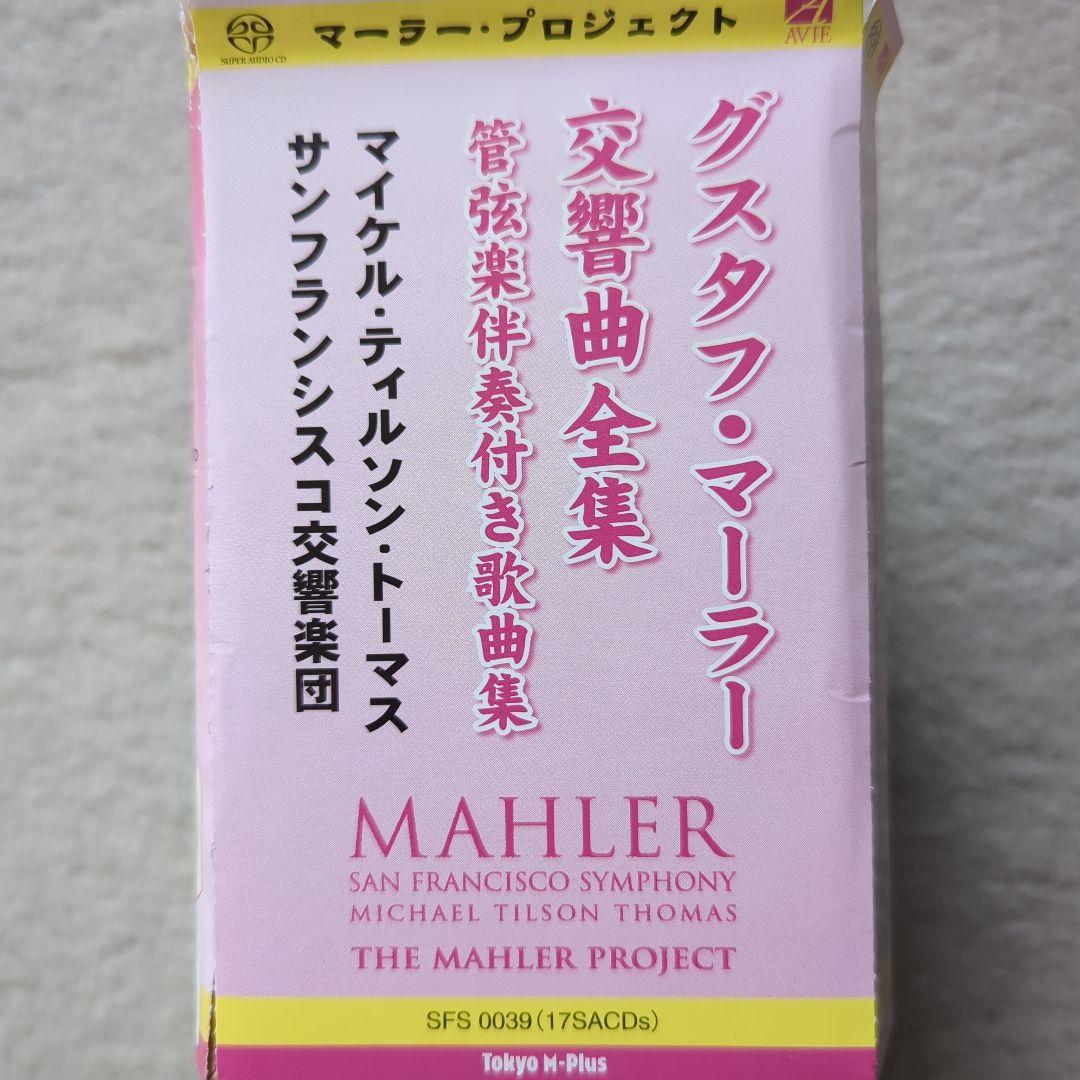 SUPER AUDIO CD
マーラー・プロジェクト
AVIE
グスタフ・マーラー
交響曲全集
管弦楽伴奏付き歌曲集
マイケル・ティルソン・トーマス
サンフランシスコ交響楽団
MAHLER
SAN FRANCISCO SYMPHONY
MICHAEL TILSON THOMAS
THE MAHLER PROJECT
SFS 0039(17SACDs)
Tokyo M-Plus